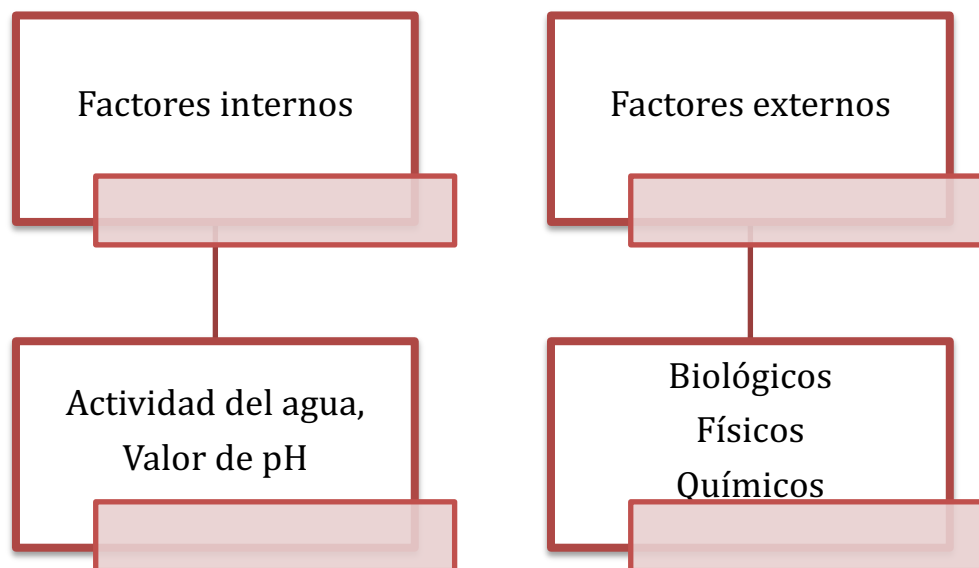 Factores internos
Factores externos
Actividad del agua,
Valor de pH
Biológicos
Físicos
Químicos